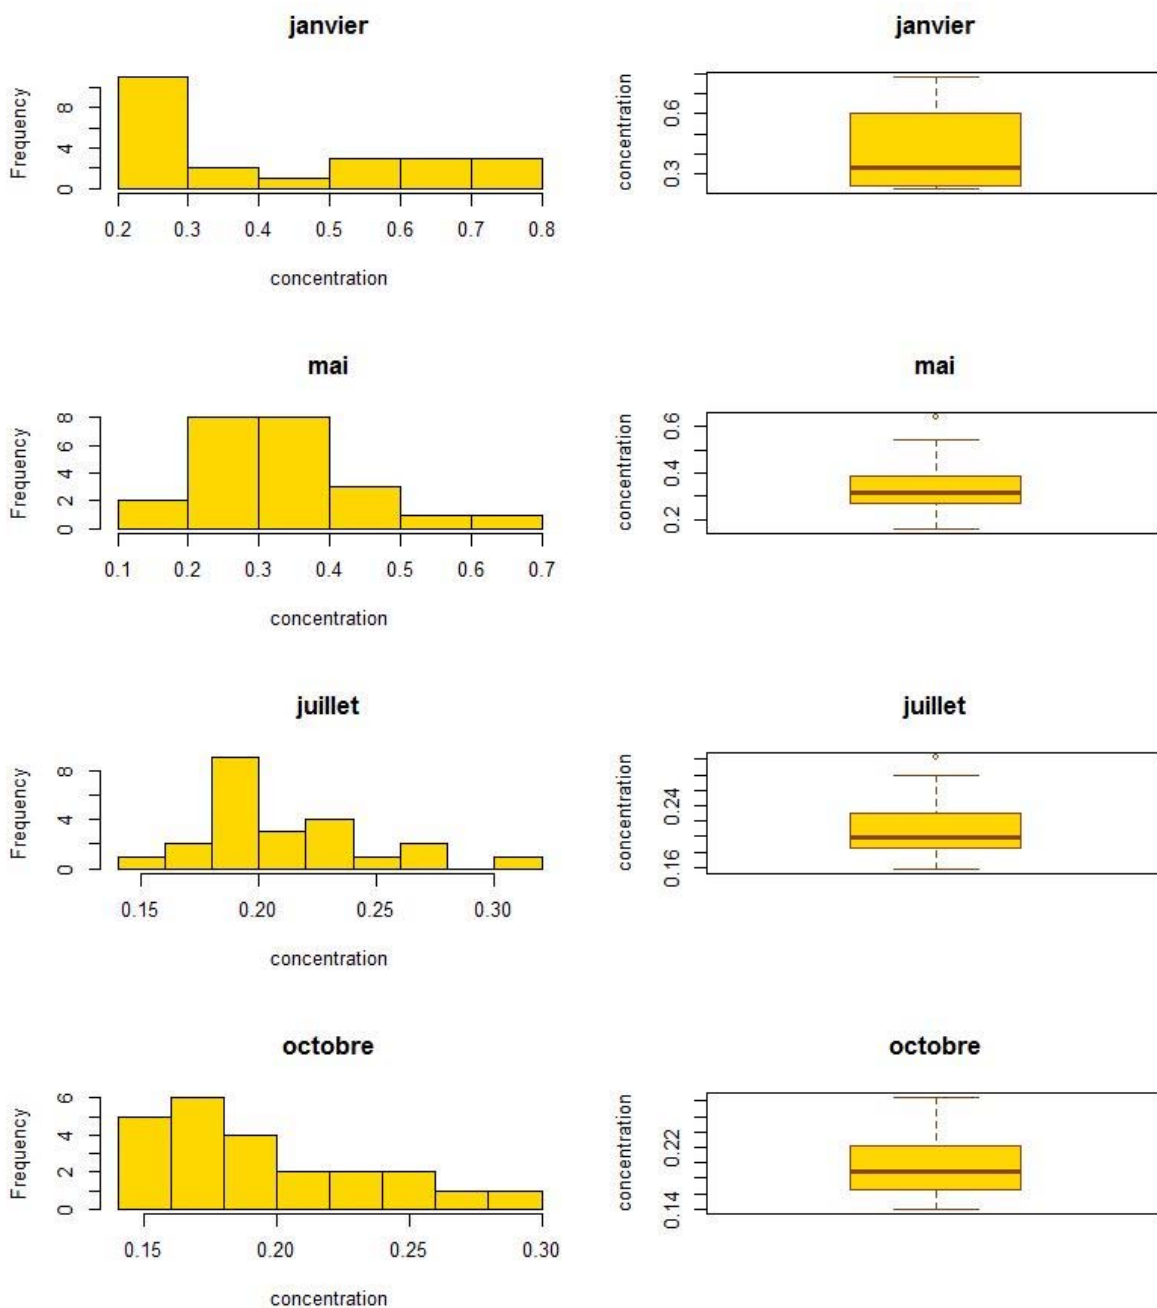 janvier
Frequency
0 4 8
0.2 0.3 0.4 0.5 0.6 0.7 0.8
concentration
janvier
concentration
0.3 0.6
mai
Frequency
0 2 4 6 8
0.1 0.2 0.3 0.4 0.5 0.6 0.7
concentration
mai
concentration
0.2 0.4 0.6
juillet
Frequency
0 4 8
0.15 0.20 0.25 0.30
concentration
juillet
concentration
0.16 0.24
octobre
Frequency
0 2 4 6
0.15 0.20 0.25 0.30
concentration
octobre
concentration
0.14 0.22